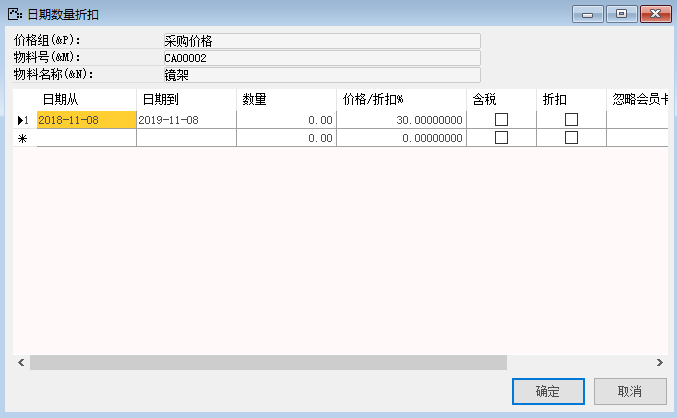 日期数量折扣
价格组(&P): 采购价格
物料号(&M): CA00002
物料名称(&N): 镜架
日期从 日期到 数量 价格/折扣% 含税 折扣 忽略会员卡
1 2018-11-08 2019-11-08 0.00 30.00000000
0.00 0.00000000
确定 取消